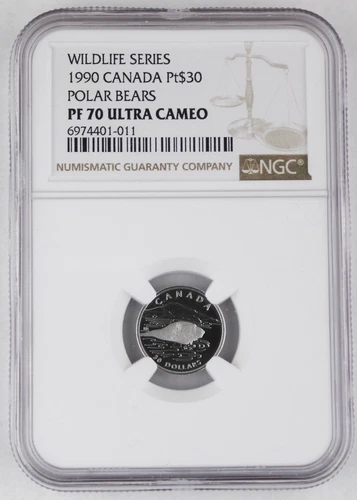 WILDLIFE SERIES
1990 CANADA Pt$30
POLAR BEARS
PF 70 ULTRA CAMEO
6974401-011
NUMISMATIC GUARANTY COMPANY NGC®
CANADA
30 DOLLARS